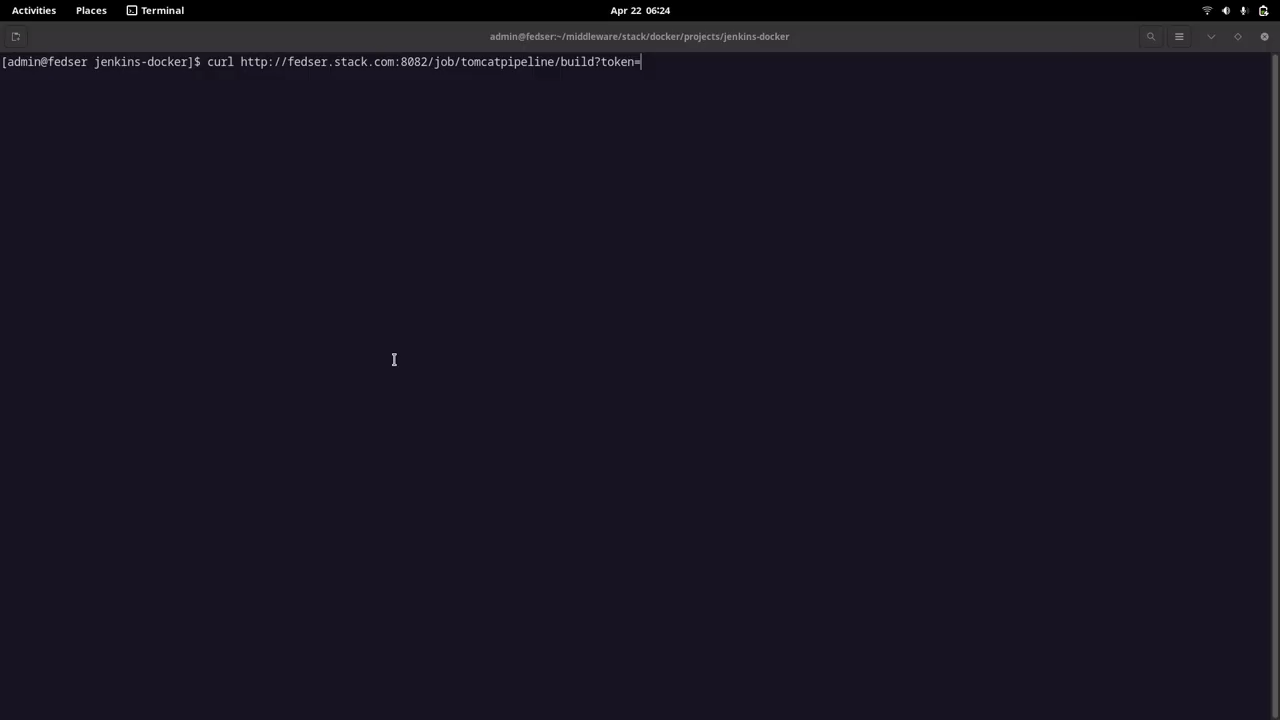 Activities Places Terminal Apr 22 06:24
admin@fedser:~/middleware/stack/docker/projects/jenkins-docker
[admin@fedser jenkins-docker]$ curl http://fedser.stack.com:8082/job/tomcatpipeline/build?token=